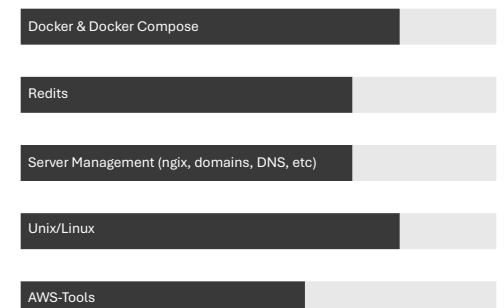 Docker & Docker Compose
Redits
Server Management (ngix, domains, DNS, etc)
Unix/Linux
AWS-Tools